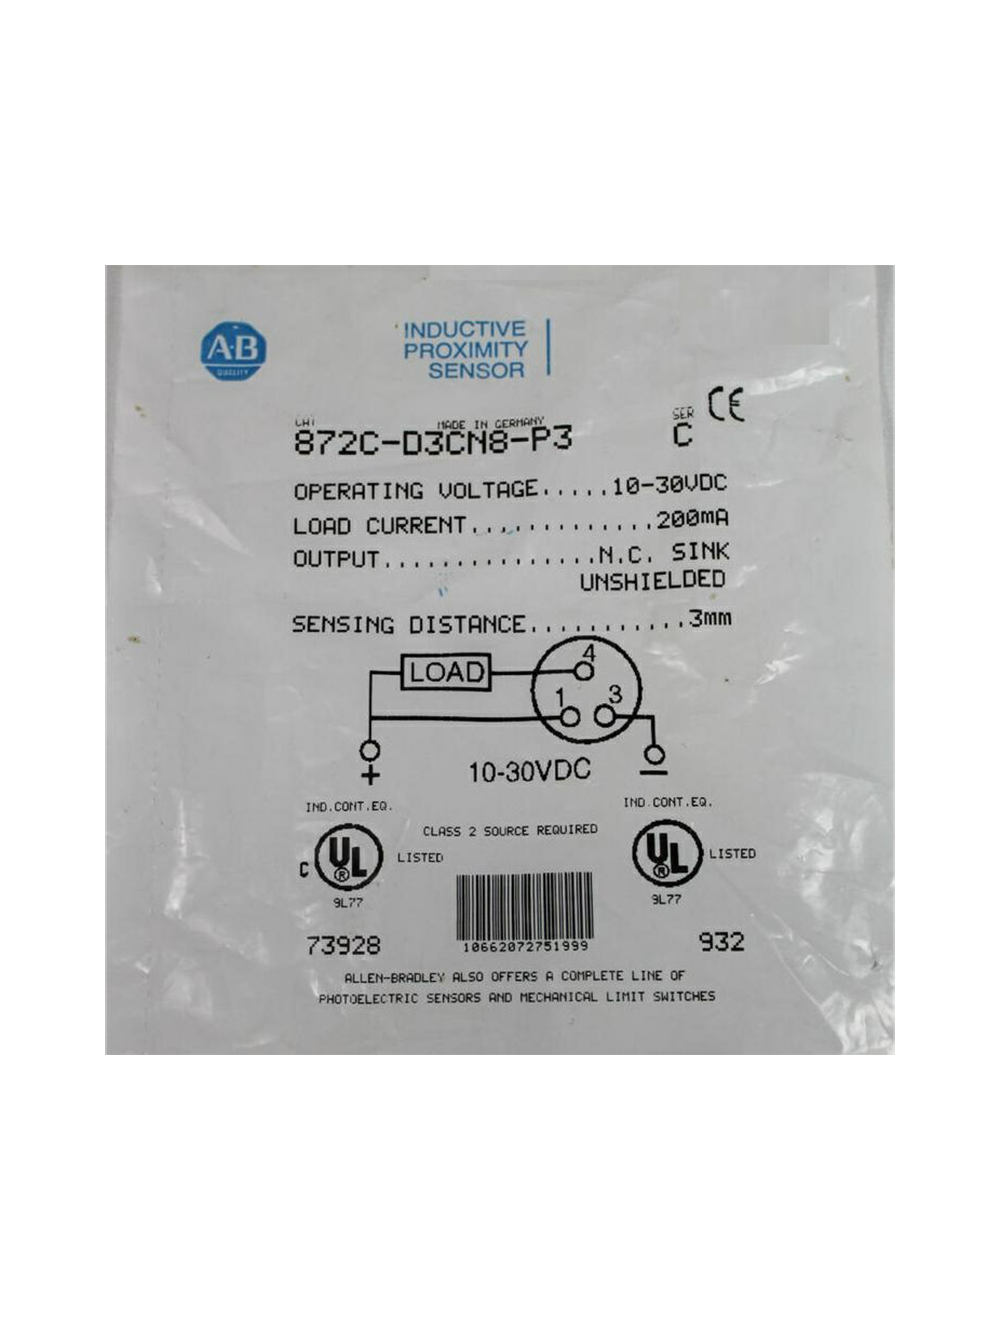 A-B
QUALITY
INDUCTIVE
PROXIMITY
SENSOR
CE
CAT
MADE IN GERMANY
SER
872C-D3CN8-P3
C
OPERATING VOLTAGE.....10-30VDC
LOAD CURRENT.............200mA
OUTPUT...............N.C. SINK
UNSHIELDED
SENSING DISTANCE...........3mm
LOAD
4
1
3
+
10-30VDC
−
IND.CONT.EQ.
IND.CONT.EQ.
CLASS 2 SOURCE REQUIRED
C UL ® LISTED
UL ® LISTED
9L77
9L77
73928
10662072751999
932
ALLEN-BRADLEY ALSO OFFERS A COMPLETE LINE OF
PHOTOELECTRIC SENSORS AND MECHANICAL LIMIT SWITCHES